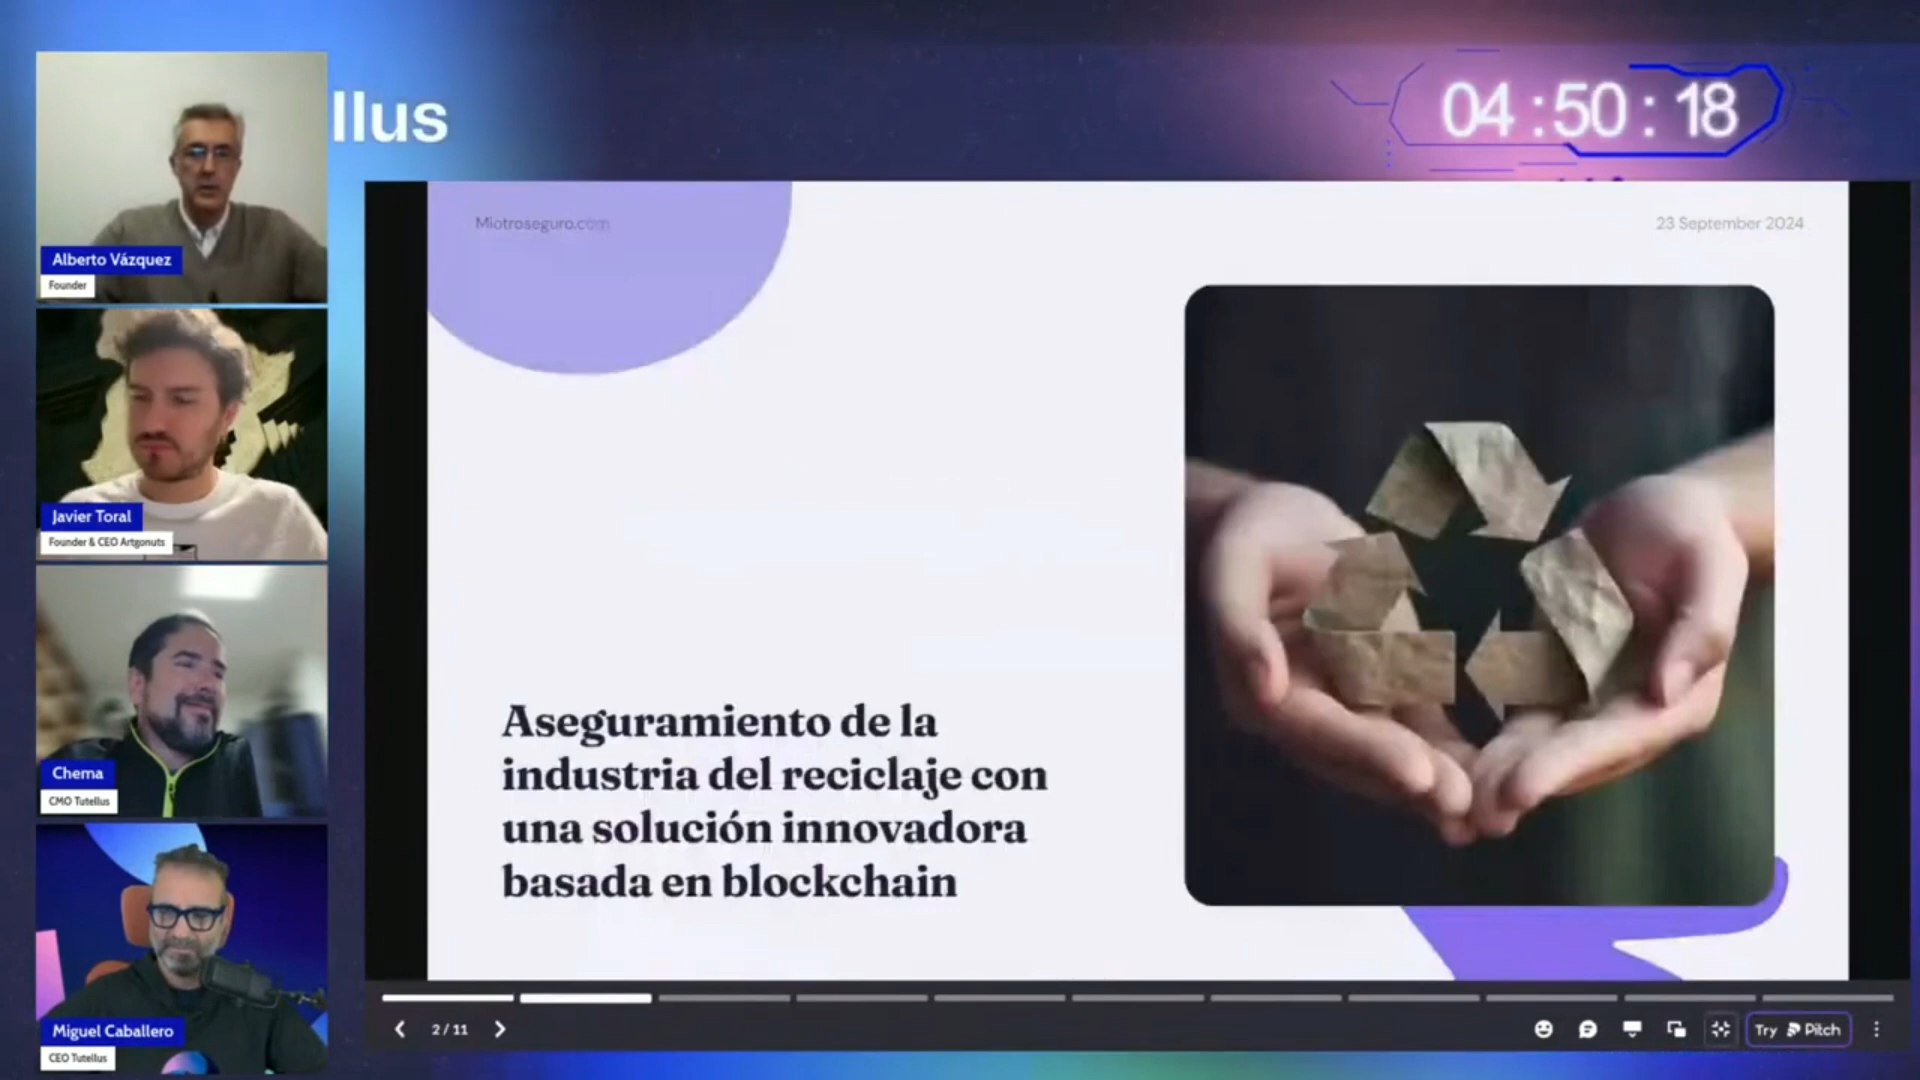 llus
04:50:18
Alberto Vázquez
Founder
Javier Toral
Founder & CEO Artgonuts
Chema
CMO Tutellus
Miguel Caballero
CEO Tutellus
Miotroseguro.com
23 September 2024
Aseguramiento de la
industria del reciclaje con
una solución innovadora
basada en blockchain
2 / 11
Try Pitch